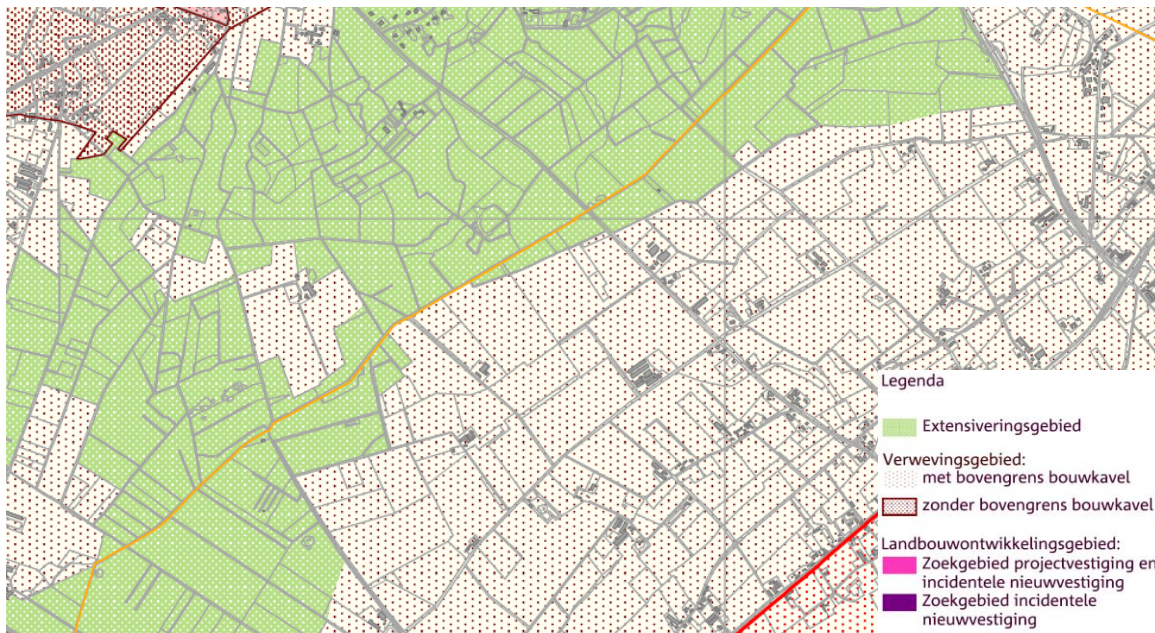 Legenda
Extensiveringsgebied
Verwevingsgebied:
met bovengrens bouwkavel
zonder bovengrens bouwkavel
Landbouwontwikkelingsgebied:
Zoekgebied projectvestiging en
incidentele nieuwvestiging
Zoekgebied incidentele
nieuwvestiging